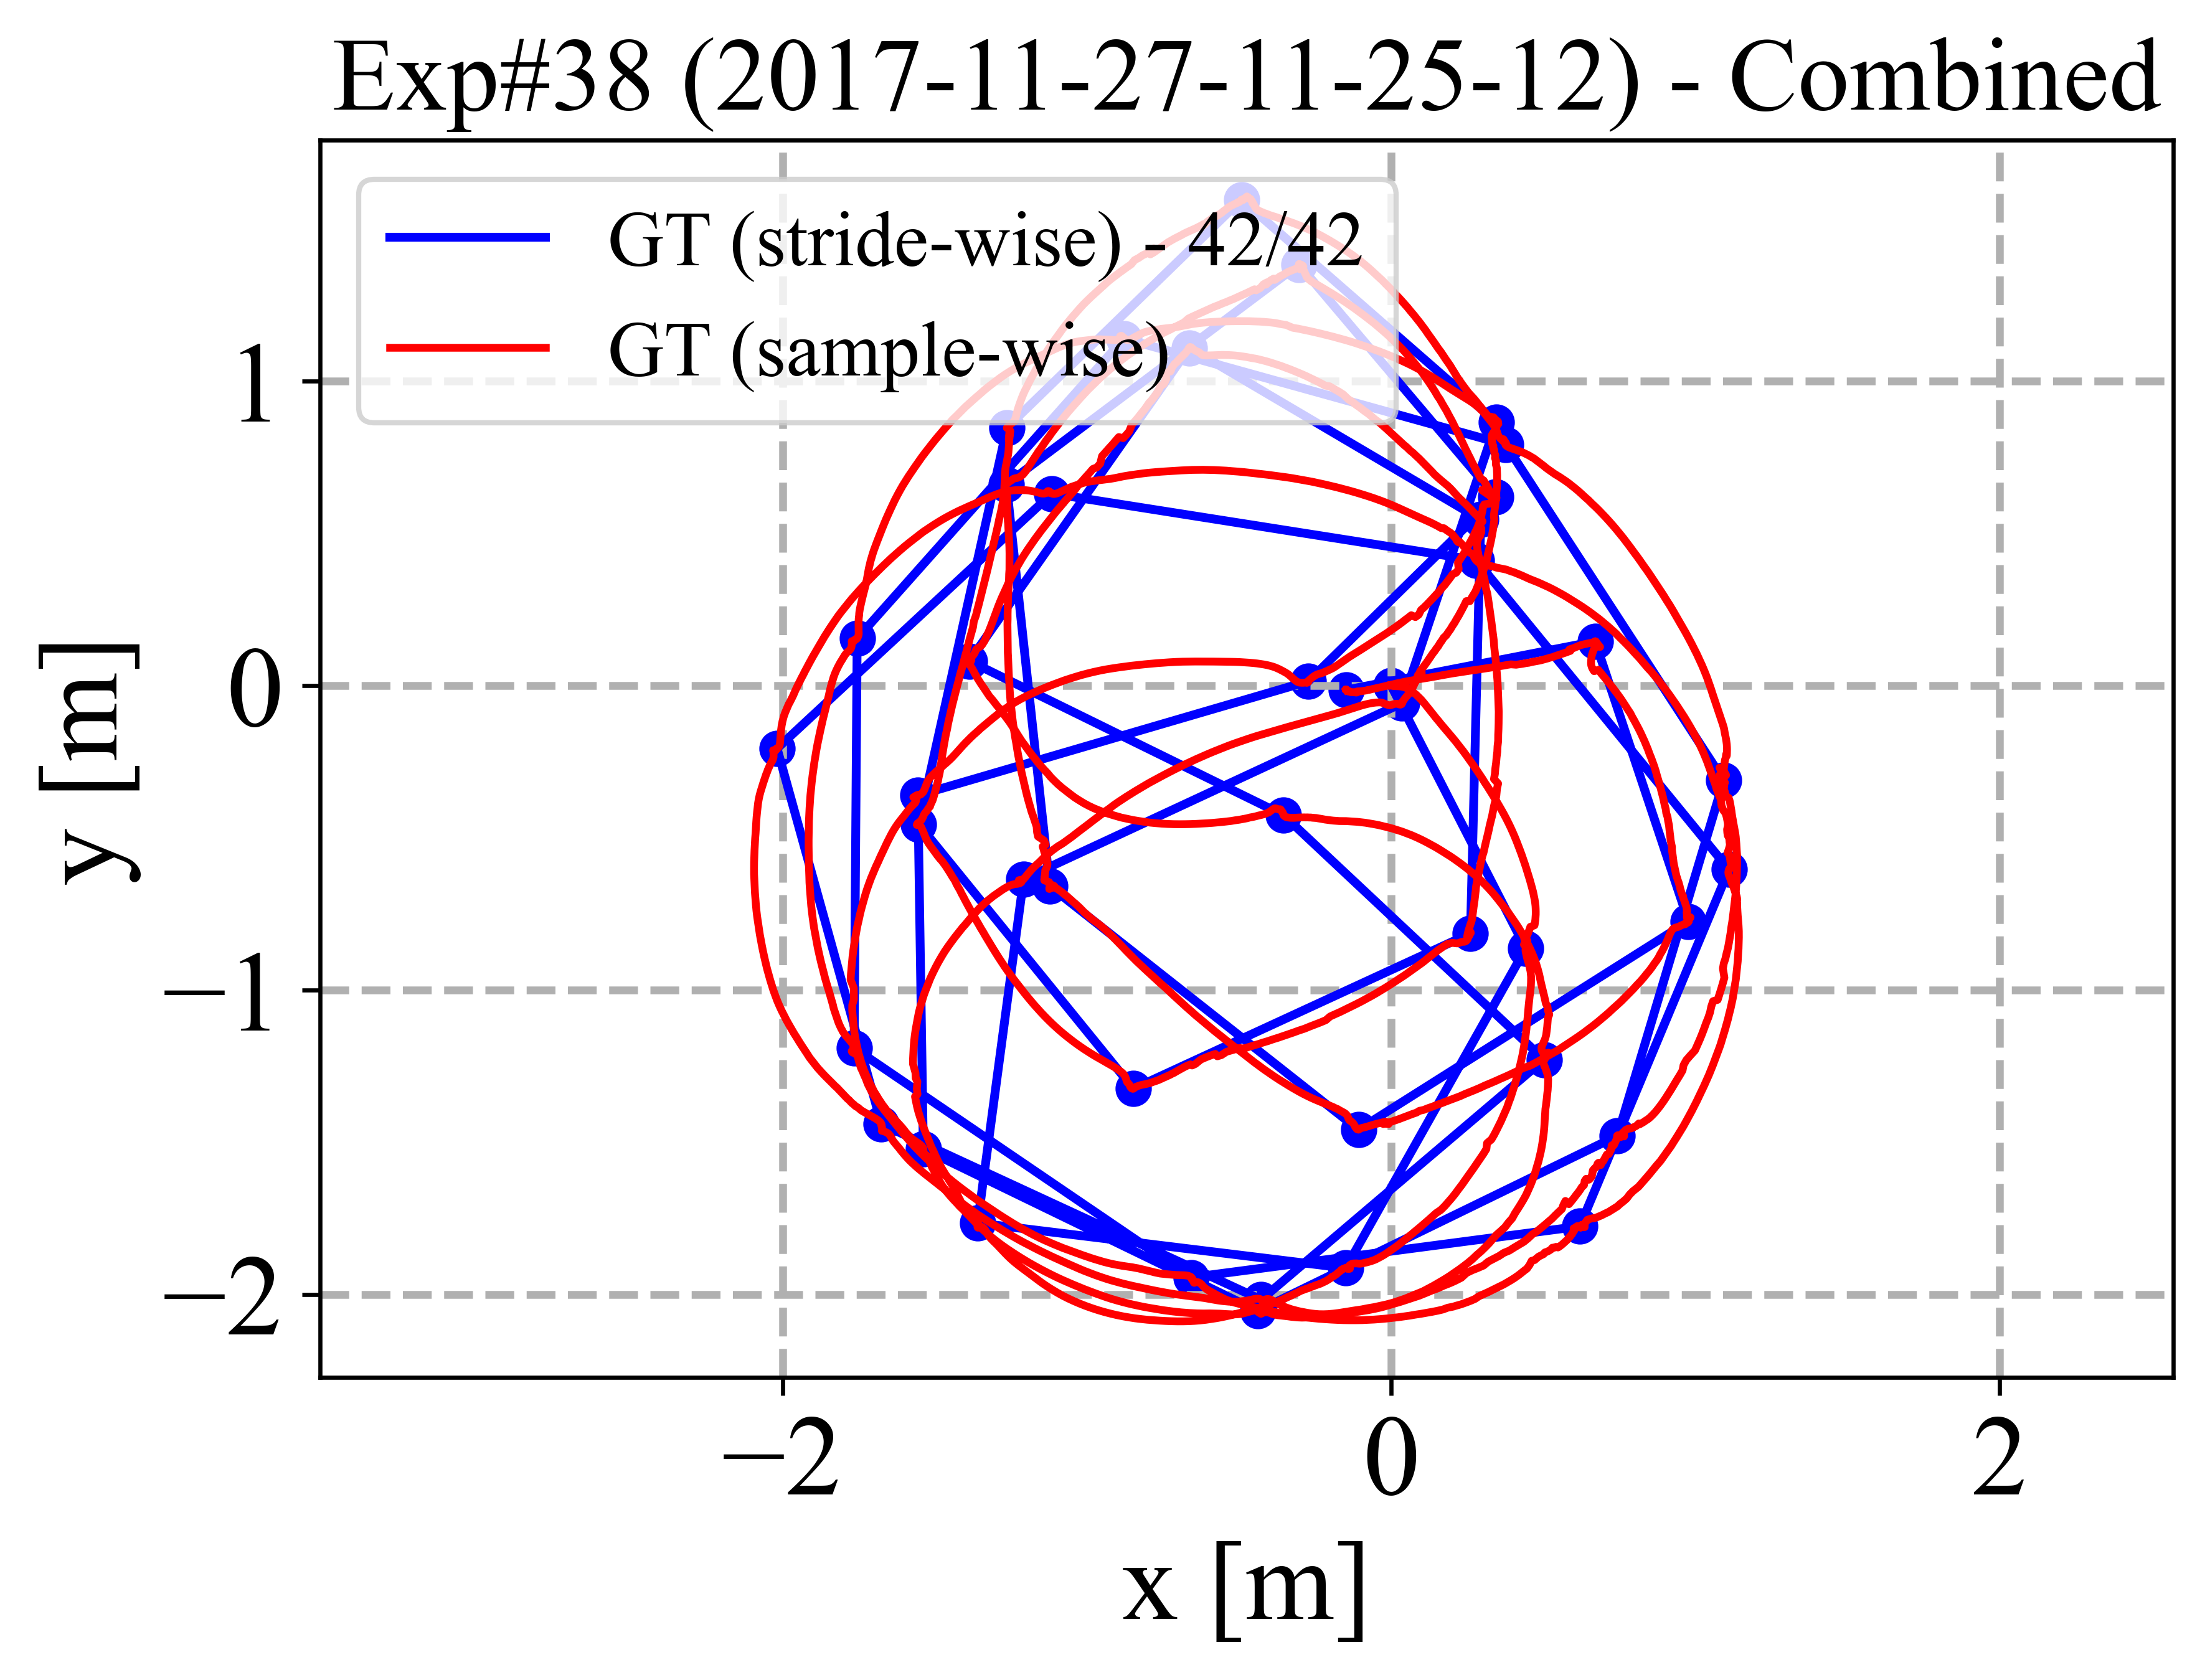 Exp#38 (2017-11-27-11-25-12) - Combined
GT (stride-wise) - 42/42
GT (sample-wise)
1
0
−1
−2
y [m]
−2 0 2
x [m]